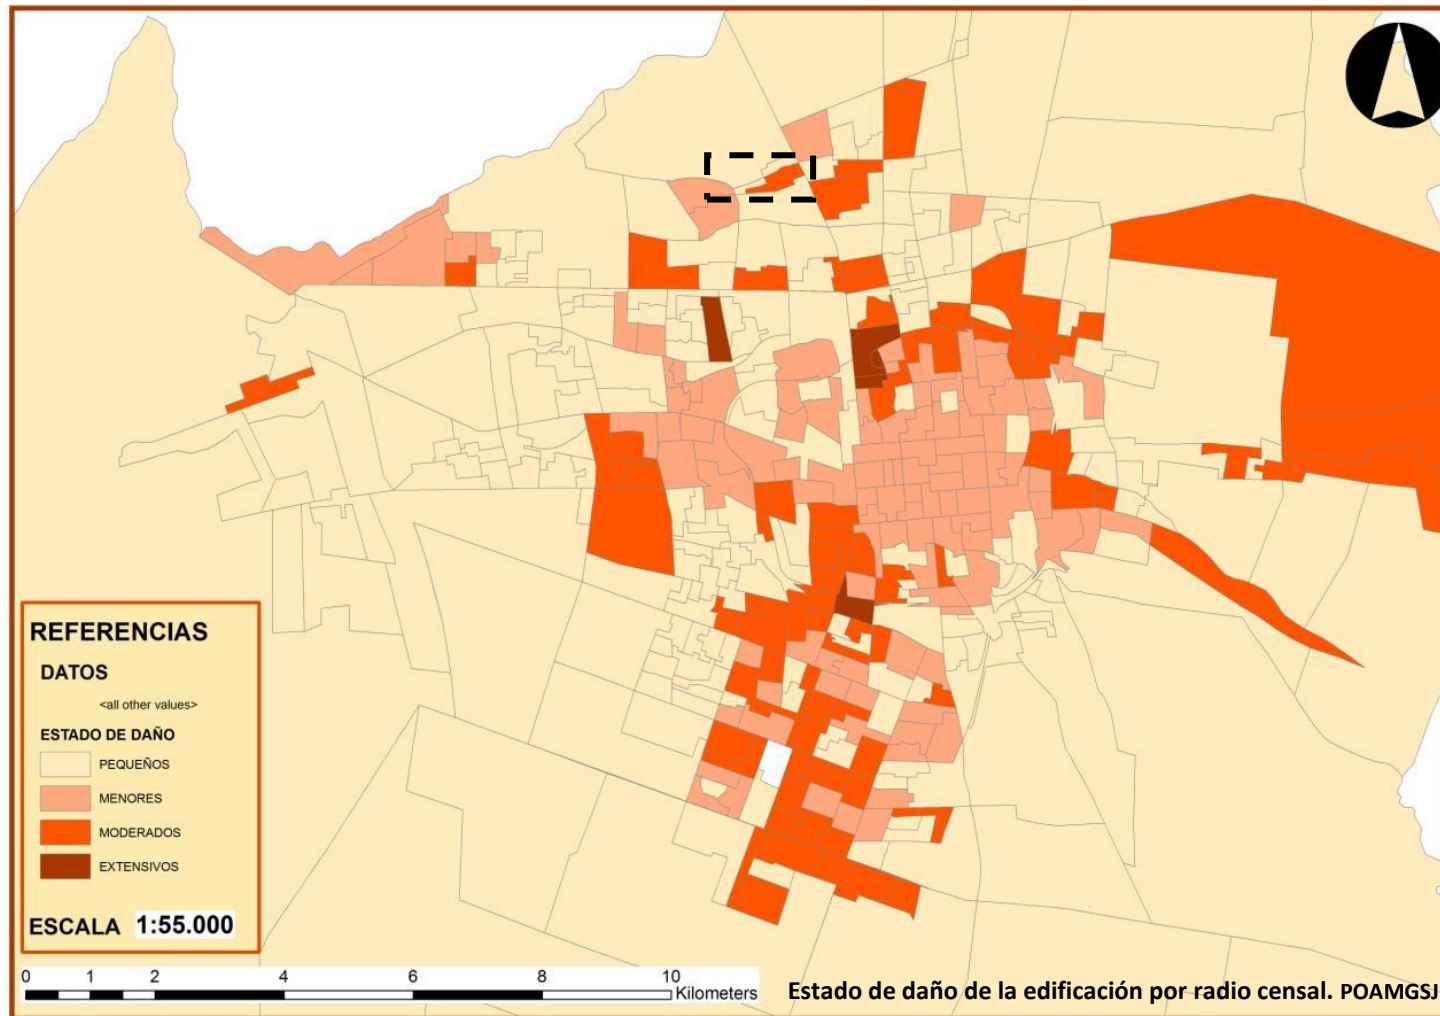 REFERENCIAS
DATOS
<all other values>
ESTADO DE DAÑO
PEQUEÑOS
MENORES
MODERADOS
EXTENSIVOS
ESCALA 1:55.000
0 1 2 4 6 8 10
Kilometers
Estado de daño de la edificación por radio censal. POAMGSJ